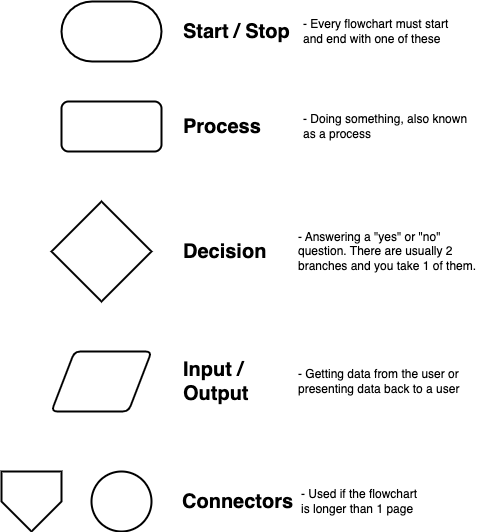 Start / Stop
- Every flowchart must start
and end with one of these
Process
- Doing something, also known
as a process
Decision
- Answering a "yes" or "no"
question. There are usually 2
branches and you take 1 of them.
Input /
Output
- Getting data from the user or
presenting data back to a user
Connectors
- Used if the flowchart
is longer than 1 page